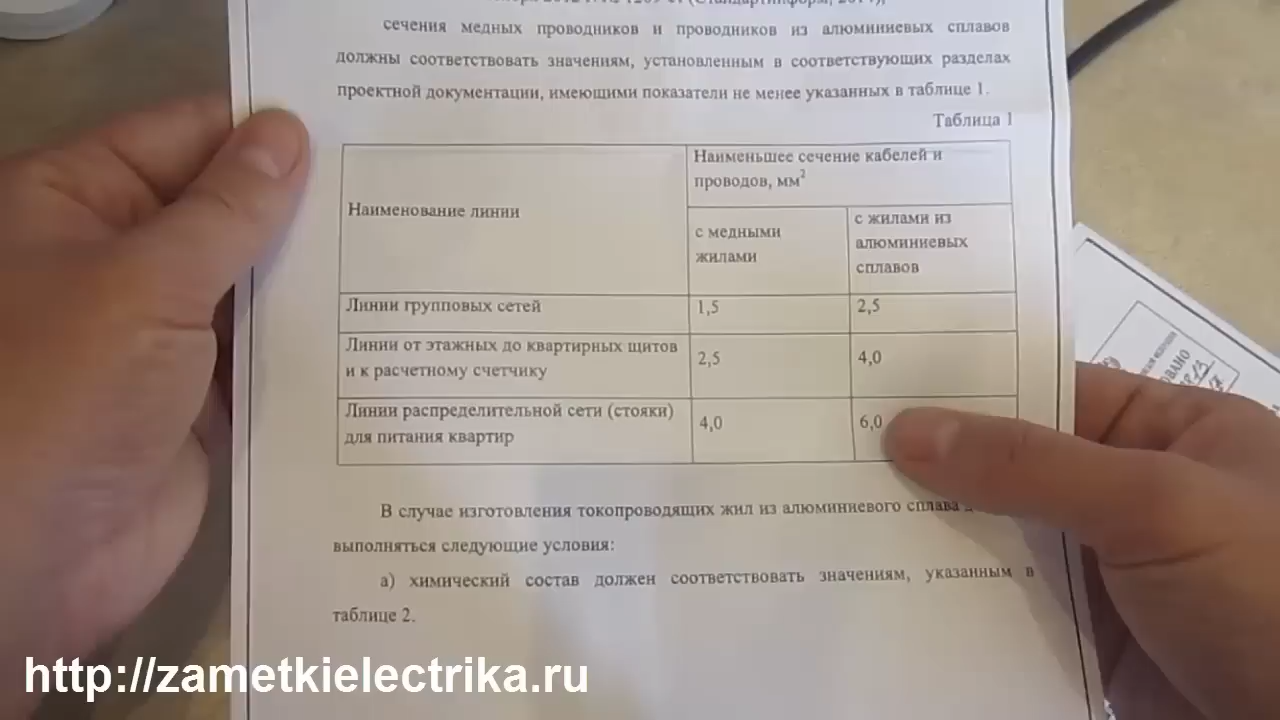 сечения медных проводников и проводников из алюминиевых сплавов
должны соответствовать значениям, установленным в соответствующих разделах
проектной документации, имеющими показатели не менее указанных в таблице 1.
Таблица 1
Наименование линии
Наименьшее сечение кабелей и
проводов, мм²
с медными
жилами
с жилами из
алюминиевых
сплавов
Линии групповых сетей
1,5
2,5
Линии от этажных до квартирных щитов
и к расчетному счетчику
2,5
4,0
Линии распределительной сети (стояки)
для питания квартир
4,0
6,0
В случае изготовления токопроводящих жил из алюминиевого сплава
выполняться следующие условия:
а) химический состав должен соответствовать значениям, указанным в
таблице 2.
http://zametkielectrika.ru